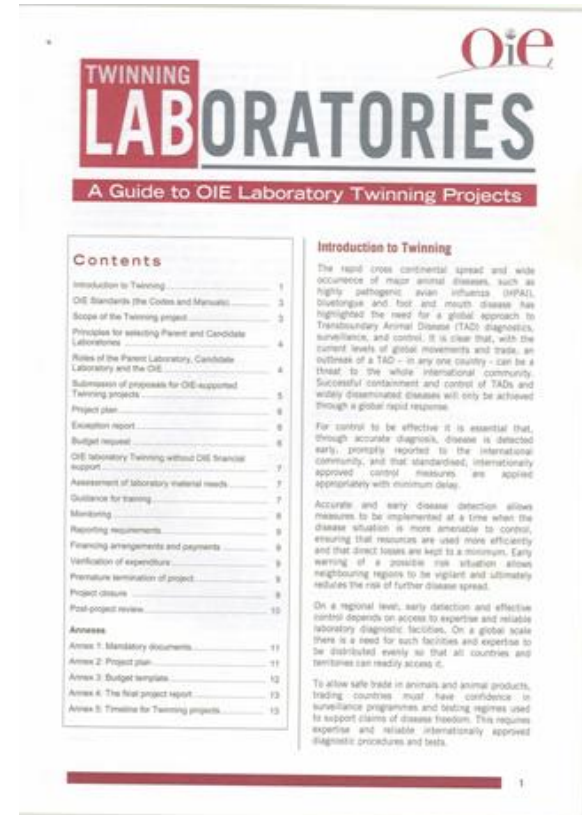 OiE
TWINNING
LABORATORIES
A Guide to OIE Laboratory Twinning Projects
Contents
Introduction to Twinning 1
OIE Standards (the Codes and Manuals) 3
Scope of the Twinning project 3
Principles for selecting Parent and Candidate
Laboratories 4
Roles of the Parent Laboratory, Candidate
Laboratory and the OIE 4
Submission of proposals for OIE-supported
Twinning projects 5
Project plan 6
Exception report 6
Budget request 6
OIE laboratory Twinning without OIE financial
support 7
Assessment of laboratory material needs 7
Guidance for training 7
Monitoring 8
Reporting requirements 8
Financing arrangements and payments 9
Verification of expenditure 9
Premature termination of project 9
Project closure 9
Post-project review 10
Annexes
Annex 1: Mandatory documents 11
Annex 2: Project plan 11
Annex 3: Budget template 12
Annex 4: The final project report 13
Annex 5: Timeline for Twinning projects 13
Introduction to Twinning
The rapid cross continental spread and wide
occurrence of major animal diseases, such as
highly pathogenic avian influenza (HPAI),
bluetongue and foot and mouth disease has
highlighted the need for a global approach to
Transboundary Animal Disease (TAD) diagnostics,
surveillance, and control. It is clear that, with the
current levels of global movements and trade, an
outbreak of a TAD – in any one country – can be a
threat to the whole international community.
Successful containment and control of TADs and
widely disseminated diseases will only be achieved
through a global rapid response.
For control to be effective it is essential that,
through accurate diagnosis, disease is detected
early, promptly reported to the international
community, and that standardised, internationally
approved control measures are applied
appropriately with minimum delay.
Accurate and early disease detection allows
measures to be implemented at a time when the
disease situation is more amenable to control,
ensuring that resources are used more efficiently
and that direct losses are kept to a minimum. Early
warning of a possible risk situation allows
neighbouring regions to be vigilant and ultimately
reduces the risk of further disease spread.
On a regional level, early detection and effective
control depends on access to expertise and reliable
laboratory diagnostic facilities. On a global scale
there is a need for such facilities and expertise to
be distributed evenly so that all countries and
territories can readily access it.
To allow safe trade in animals and animal products,
trading countries must have confidence in
surveillance programmes and testing regimes used
to support claims of disease freedom. This requires
expertise and reliable internationally approved
diagnostic procedures and tests.
1